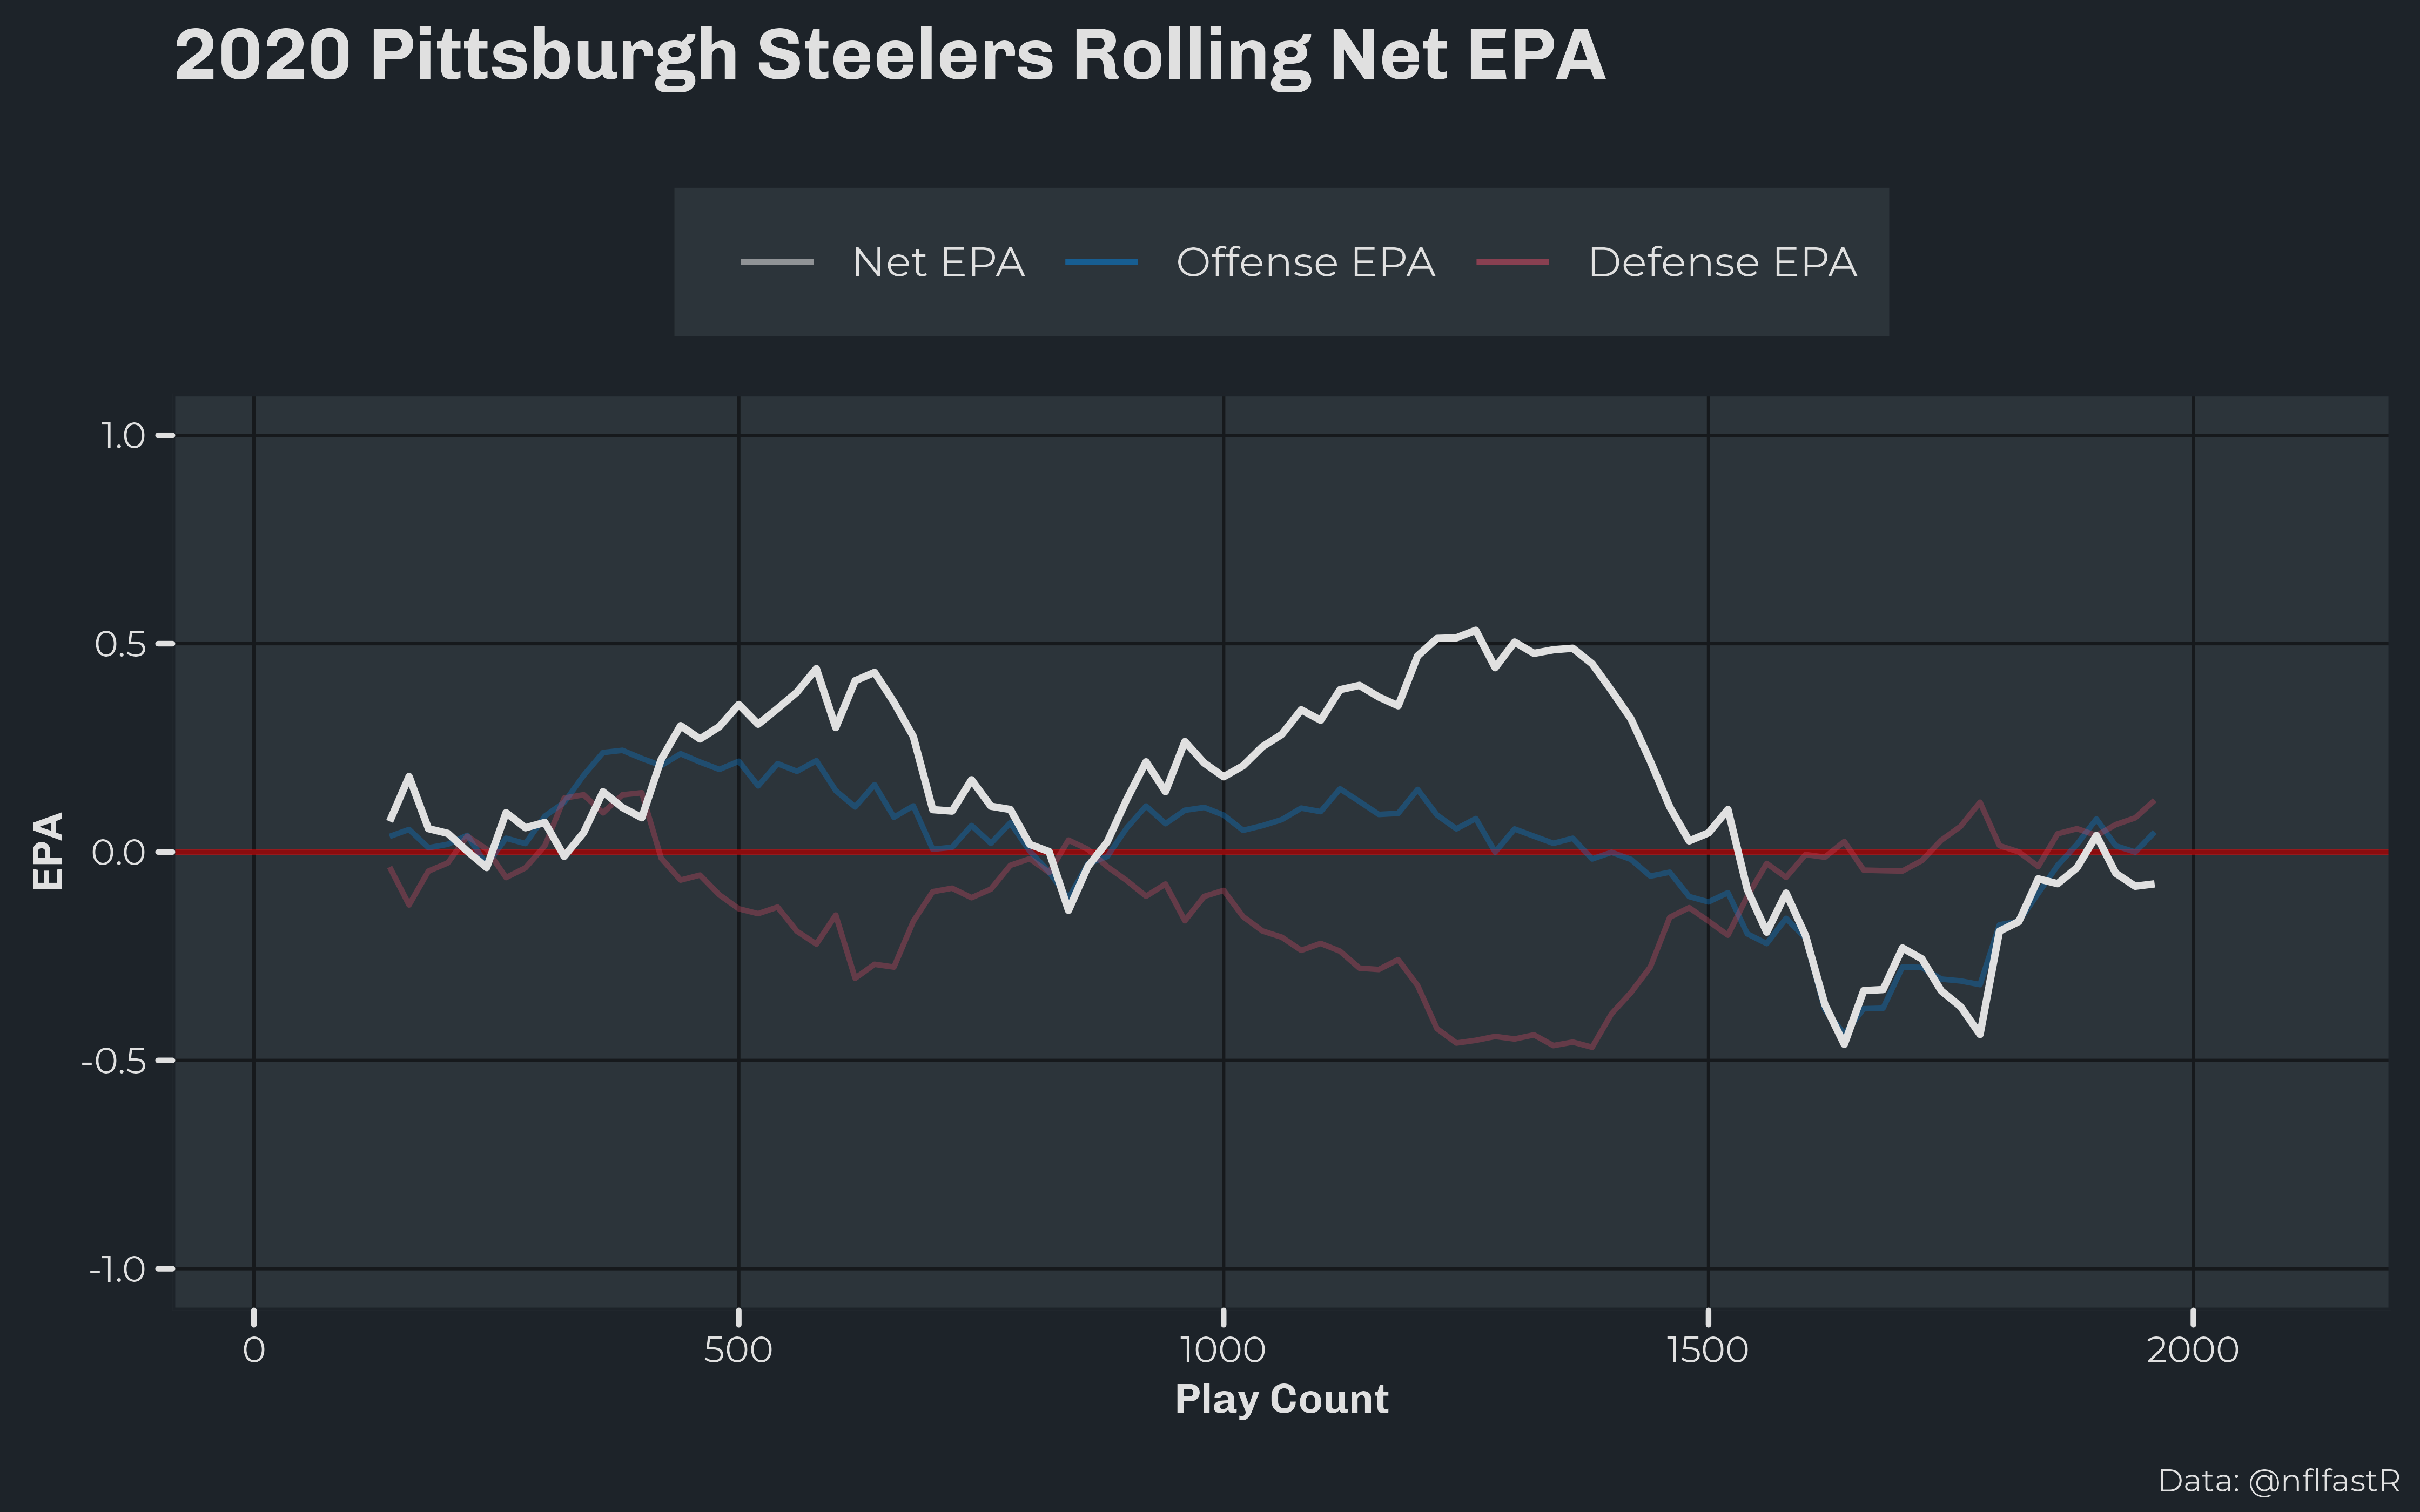 2020 Pittsburgh Steelers Rolling Net EPA
Net EPA Offense EPA Defense EPA
1.0
0.5
0.0
-0.5
-1.0
EPA
0 500 1000 1500 2000
Play Count
Data: @nflfastR